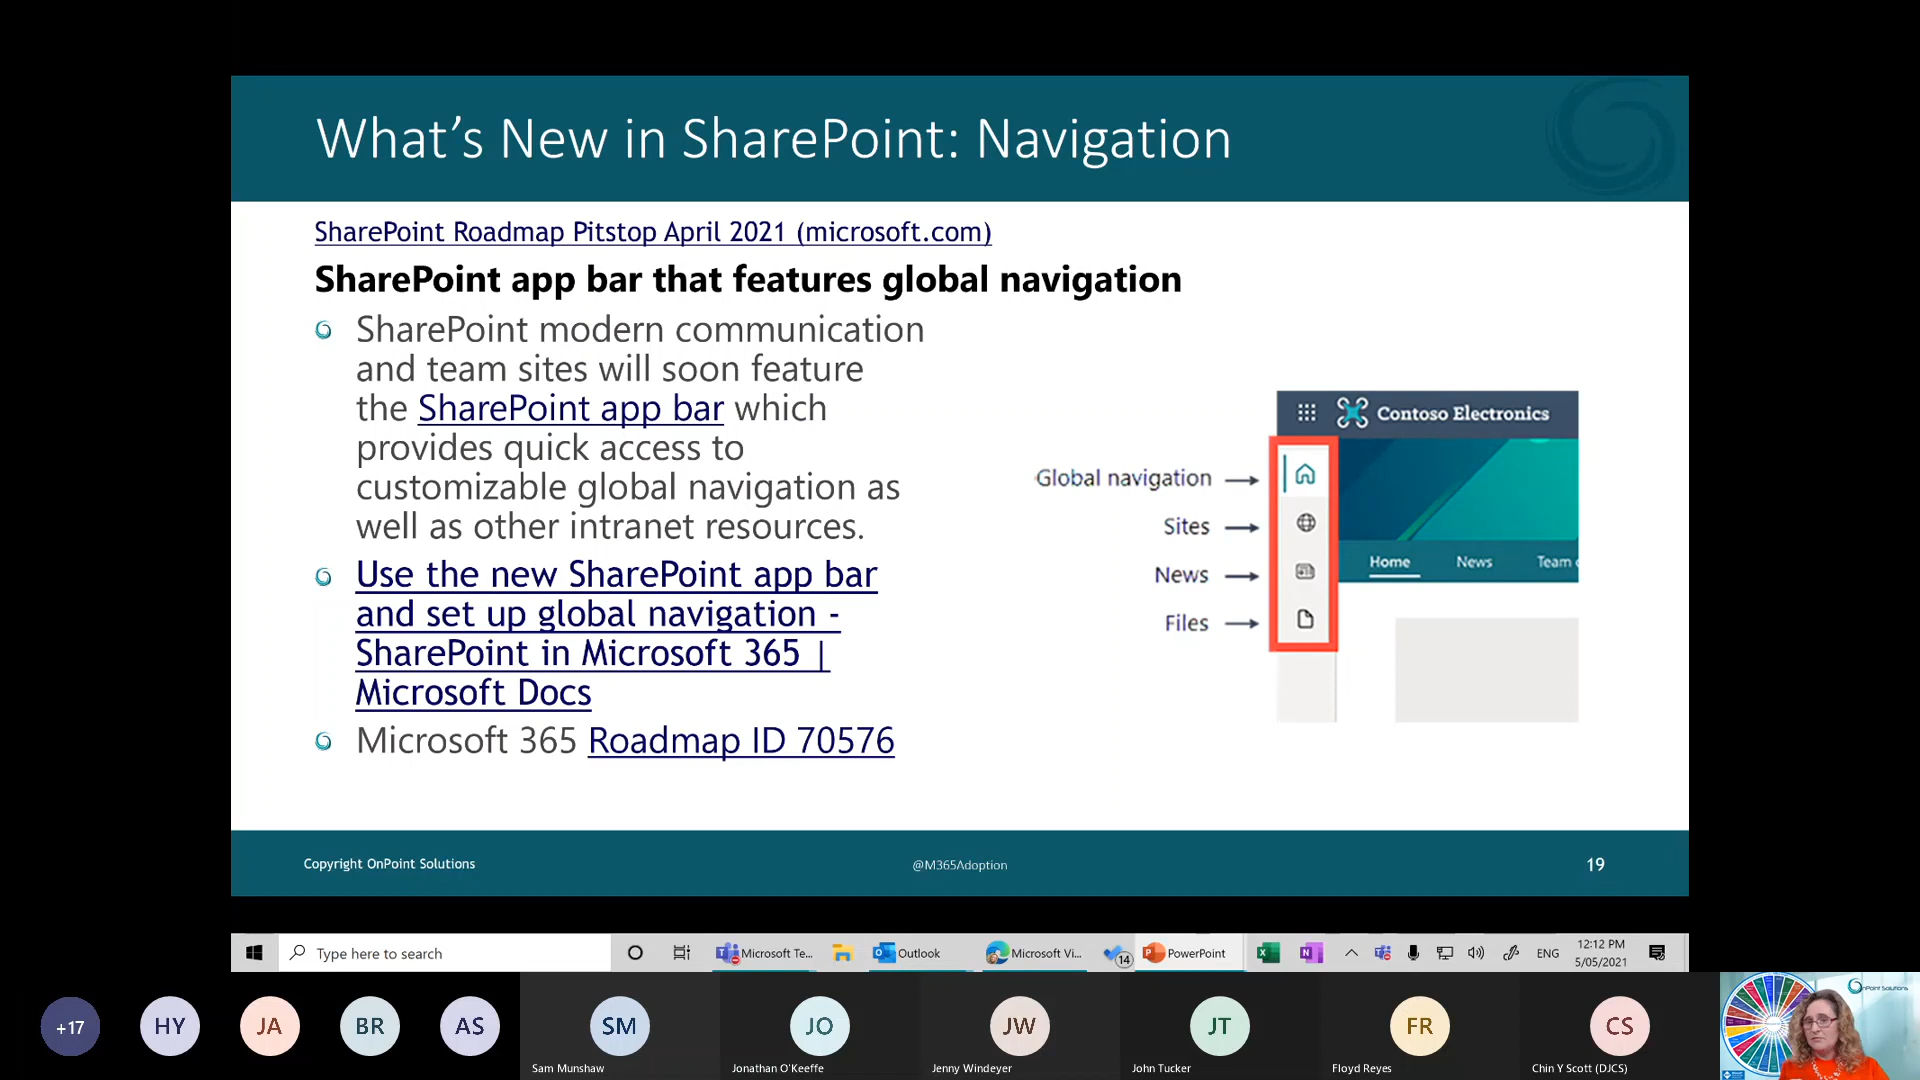 What's New in SharePoint: Navigation
SharePoint Roadmap Pitstop April 2021 (microsoft.com)
SharePoint app bar that features global navigation
SharePoint modern communication
and team sites will soon feature
the SharePoint app bar which
provides quick access to
customizable global navigation as
well as other intranet resources.
Use the new SharePoint app bar
and set up global navigation -
SharePoint in Microsoft 365 |
Microsoft Docs
Microsoft 365 Roadmap ID 70576
Contoso Electronics
Global navigation
Sites
News
Files
Home News Team
Copyright OnPoint Solutions
@M365Adoption
19
Type here to search
Microsoft Te...
Outlook
Microsoft Vi...
14
PowerPoint
ENG
12:12 PM
5/05/2021
+17
HY
JA
BR
AS
SM
Sam Munshaw
JO
Jonathan O'Keeffe
JW
Jenny Windeyer
JT
John Tucker
FR
Floyd Reyes
CS
Chin Y Scott (DJCS)
OnPoint Solutions